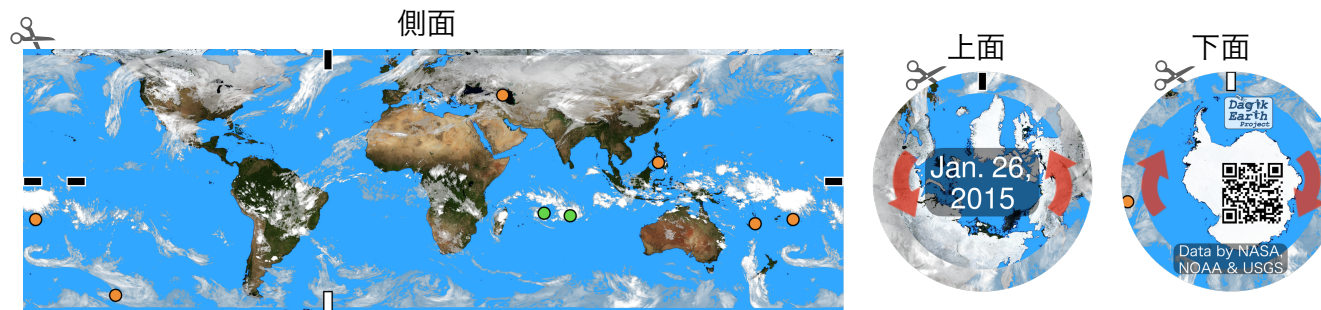 側面
上面
下面
Jan. 26,
2015
Dagik
Earth
Project
Data by NASA,
NOAA & USGS